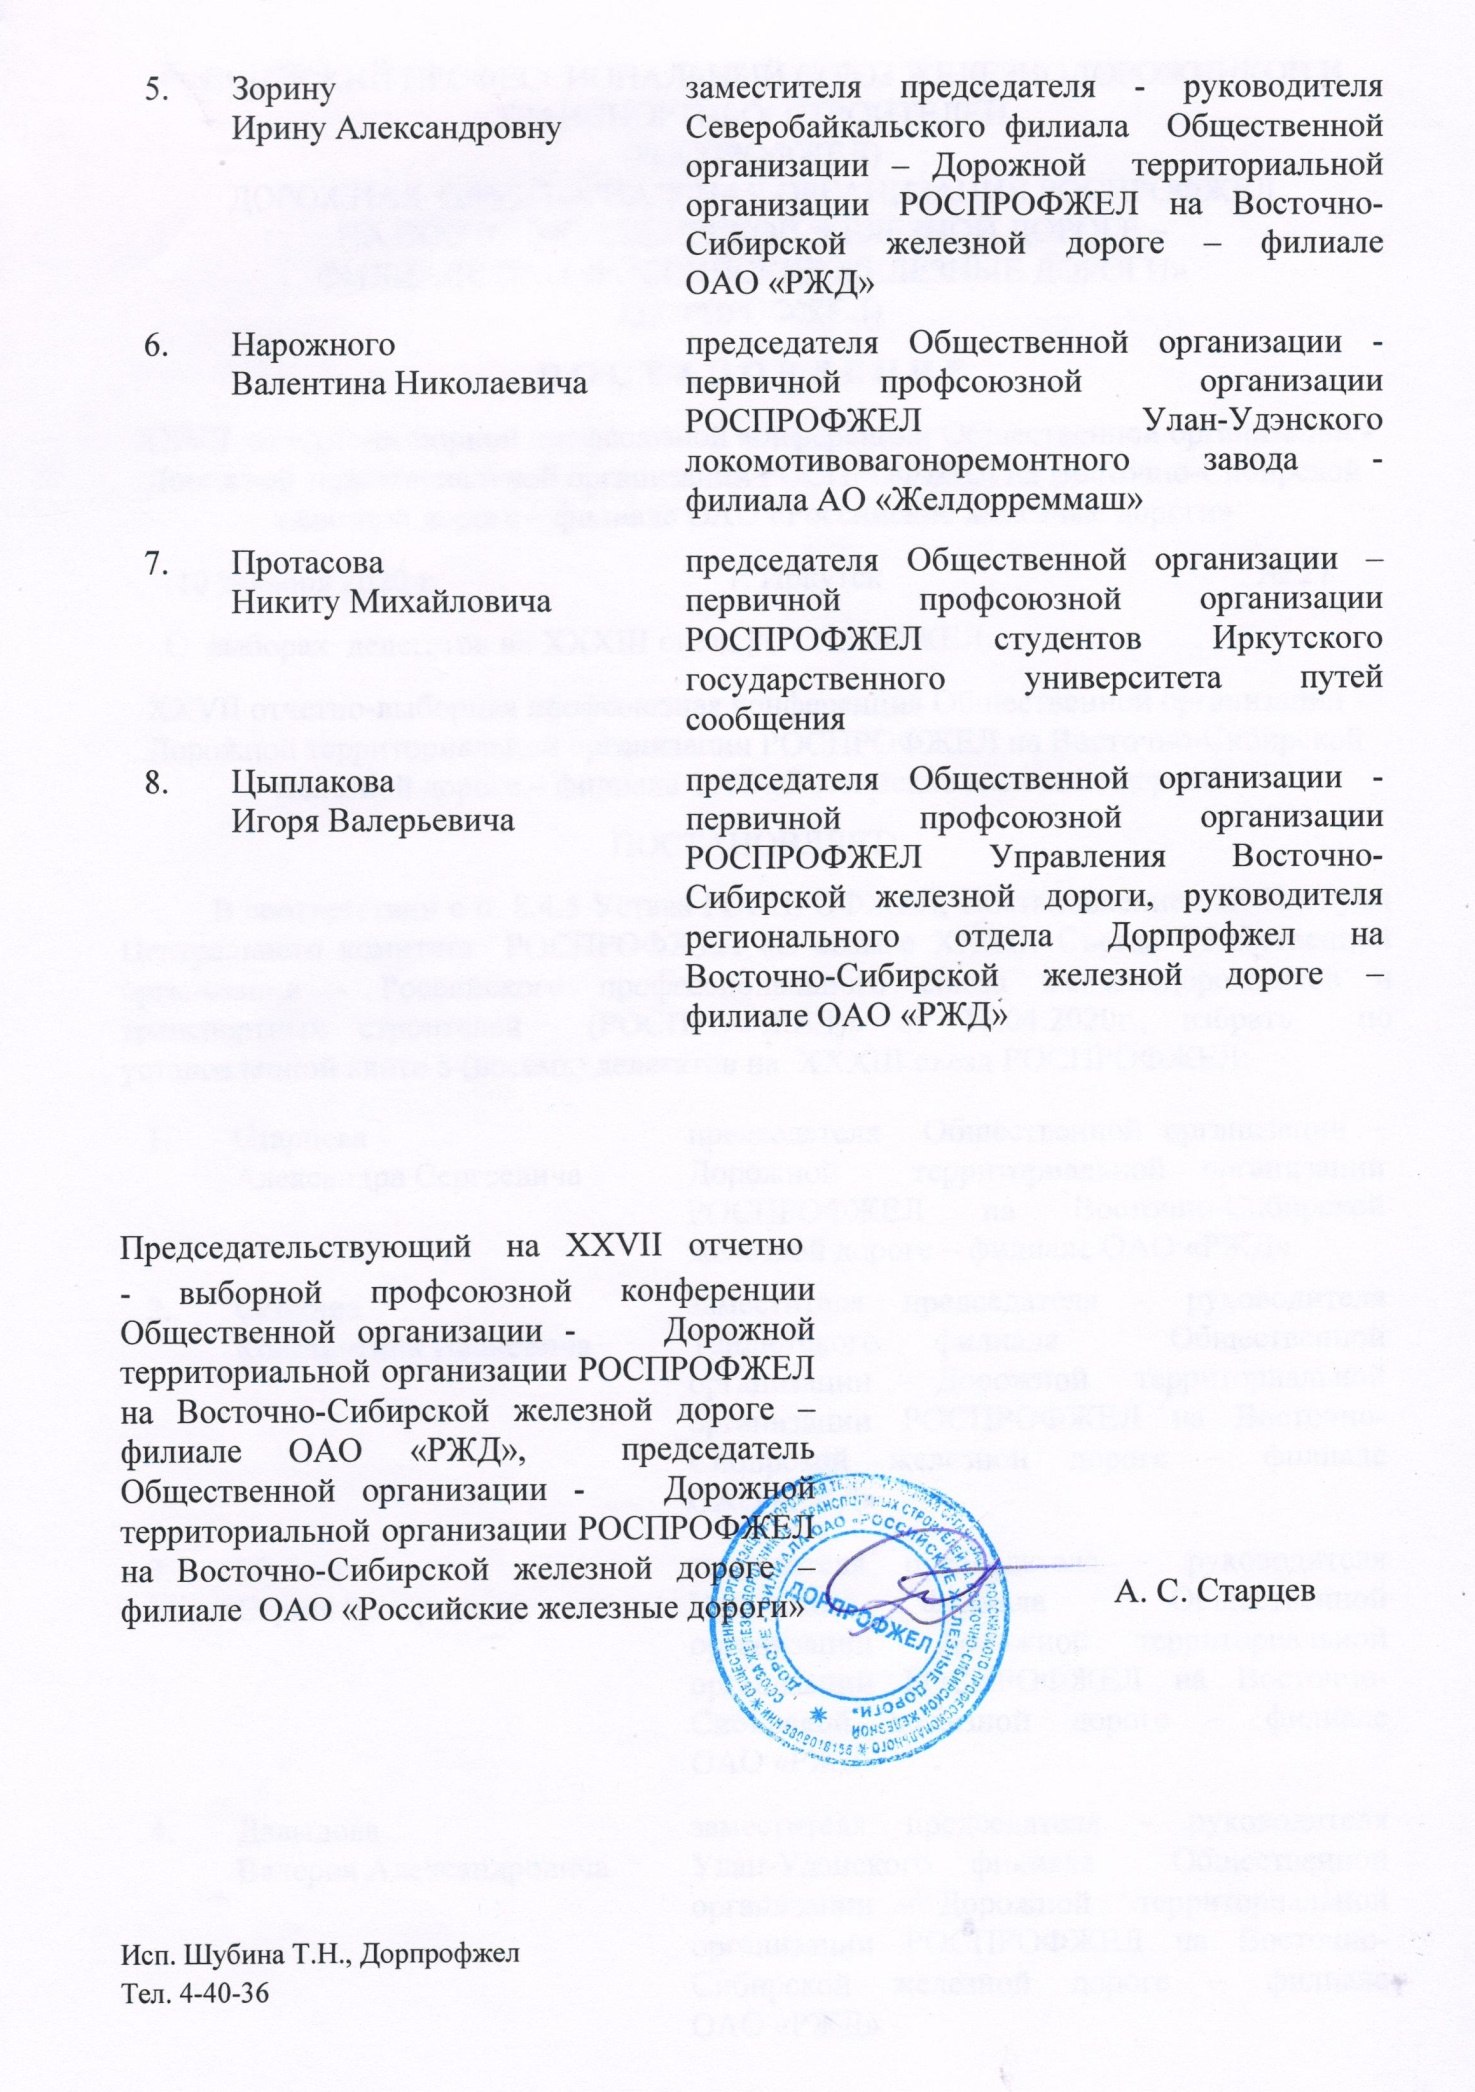 5. Зорину
Ирину Александровну
заместителя председателя - руководителя
Северобайкальского филиала Общественной
организации – Дорожной территориальной
организации РОСПРОФЖЕЛ на Восточно-
Сибирской железной дороге – филиале
ОАО «РЖД»
6. Нарожного
Валентина Николаевича
председателя Общественной организации -
первичной профсоюзной организации
РОСПРОФЖЕЛ Улан-Удэнского
локомотивовагоноремонтного завода -
филиала АО «Желдорреммаш»
7. Протасова
Никиту Михайловича
председателя Общественной организации –
первичной профсоюзной организации
РОСПРОФЖЕЛ студентов Иркутского
государственного университета путей
сообщения
8. Цыплакова
Игоря Валерьевича
председателя Общественной организации -
первичной профсоюзной организации
РОСПРОФЖЕЛ Управления Восточно-
Сибирской железной дороги, руководителя
регионального отдела Дорпрофжел на
Восточно-Сибирской железной дороге –
филиале ОАО «РЖД»
Председательствующий на XXVII отчетно
- выборной профсоюзной конференции
Общественной организации - Дорожной
территориальной организации РОСПРОФЖЕЛ
на Восточно-Сибирской железной дороге –
филиале ОАО «РЖД», председатель
Общественной организации - Дорожной
территориальной организации РОСПРОФЖЕЛ
на Восточно-Сибирской железной дороге –
филиале ОАО «Российские железные дороги»
А. С. Старцев
ДОРПРОФЖЕЛ
Исп. Шубина Т.Н., Дорпрофжел
Тел. 4-40-36